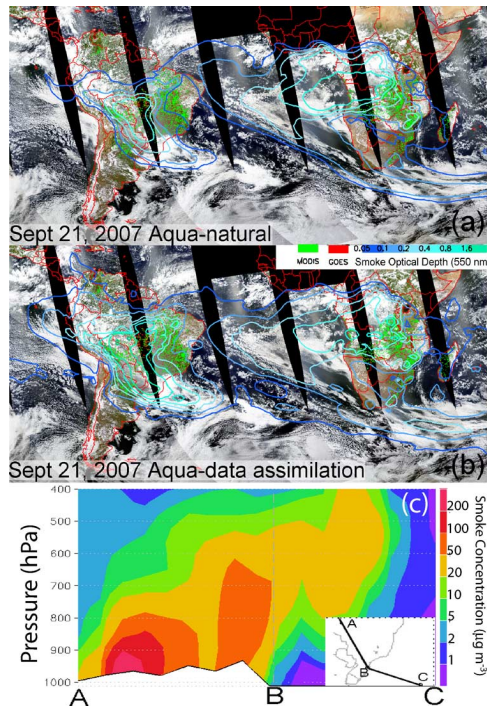 (a)
Sept 21, 2007 Aqua-natural
MODIS GOES 0.05 0.1 0.2 0.4 0.8 1.6
Smoke Optical Depth (550 nm
(b)
Sept 21, 2007 Aqua-data assimilation
(c)
Pressure (hPa)
400
500
600
700
800
900
1000
A B C
A
B
C
200
100
50
20
10
5
2
1
Smoke Concentration (µg m⁻³)